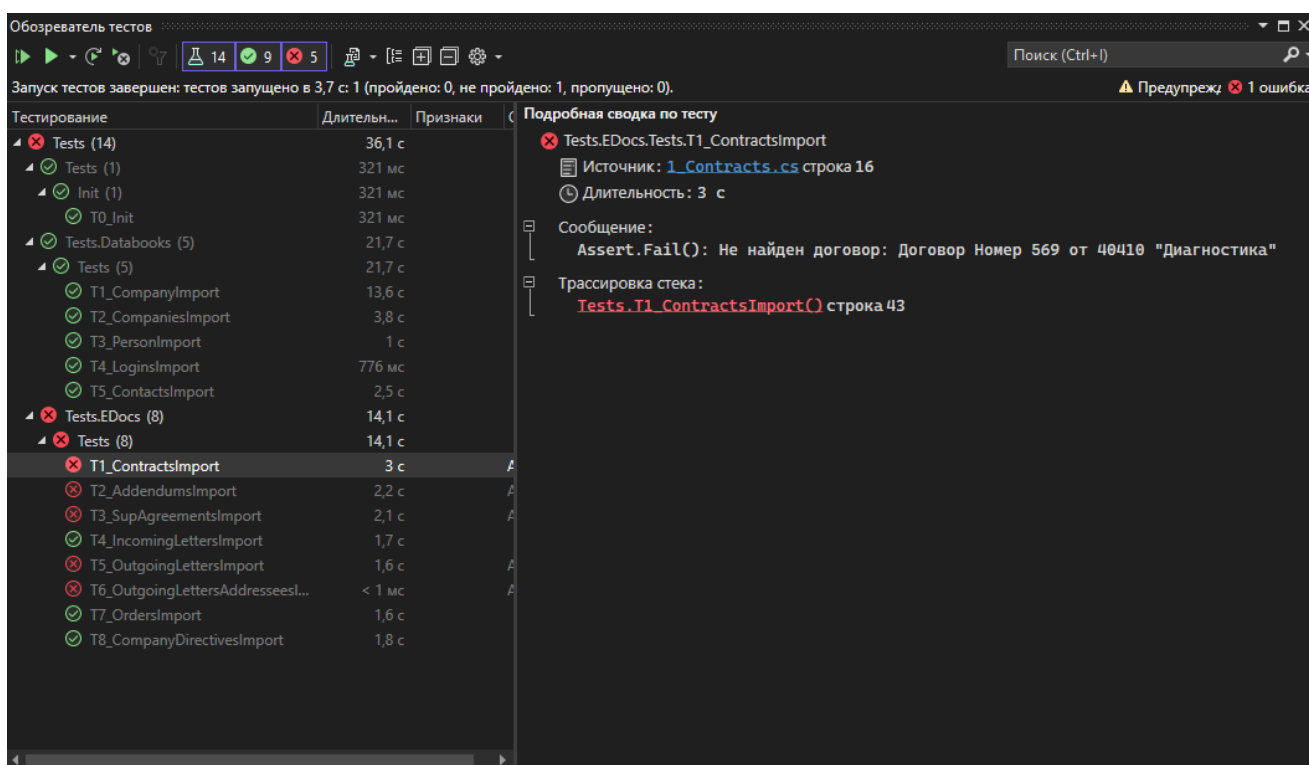 Обозреватель тестов
14 9 5
Поиск (Ctrl+I)
Запуск тестов завершен: тестов запущено в 3,7 с: 1 (пройдено: 0, не пройдено: 1, пропущено: 0).
Предупреж 1 ошибка
Тестирование Длительн... Признаки
Tests (14) 36,1 с
Tests (1) 321 мс
Init (1) 321 мс
T0_Init 321 мс
Tests.Databooks (5) 21,7 с
Tests (5) 21,7 с
T1_CompanyImport 13,6 с
T2_CompaniesImport 3,8 с
T3_PersonImport 1 с
T4_LoginsImport 776 мс
T5_ContactsImport 2,5 с
Tests.EDocs (8) 14,1 с
Tests (8) 14,1 с
T1_ContractsImport 3 с А
T2_AddendumsImport 2,2 с А
T3_SupAgreementsImport 2,1 с А
T4_IncomingLettersImport 1,7 с
T5_OutgoingLettersImport 1,6 с А
T6_OutgoingLettersAddresseesI... < 1 мс А
T7_OrdersImport 1,6 с
T8_CompanyDirectivesImport 1,8 с
Подробная сводка по тесту
Tests.EDocs.Tests.T1_ContractsImport
Источник: 1_Contracts.cs строка 16
Длительность: 3 с
Сообщение:
Assert.Fail(): Не найден договор: Договор Номер 569 от 40410 "Диагностика"
Трассировка стека:
Tests.T1_ContractsImport() строка 43